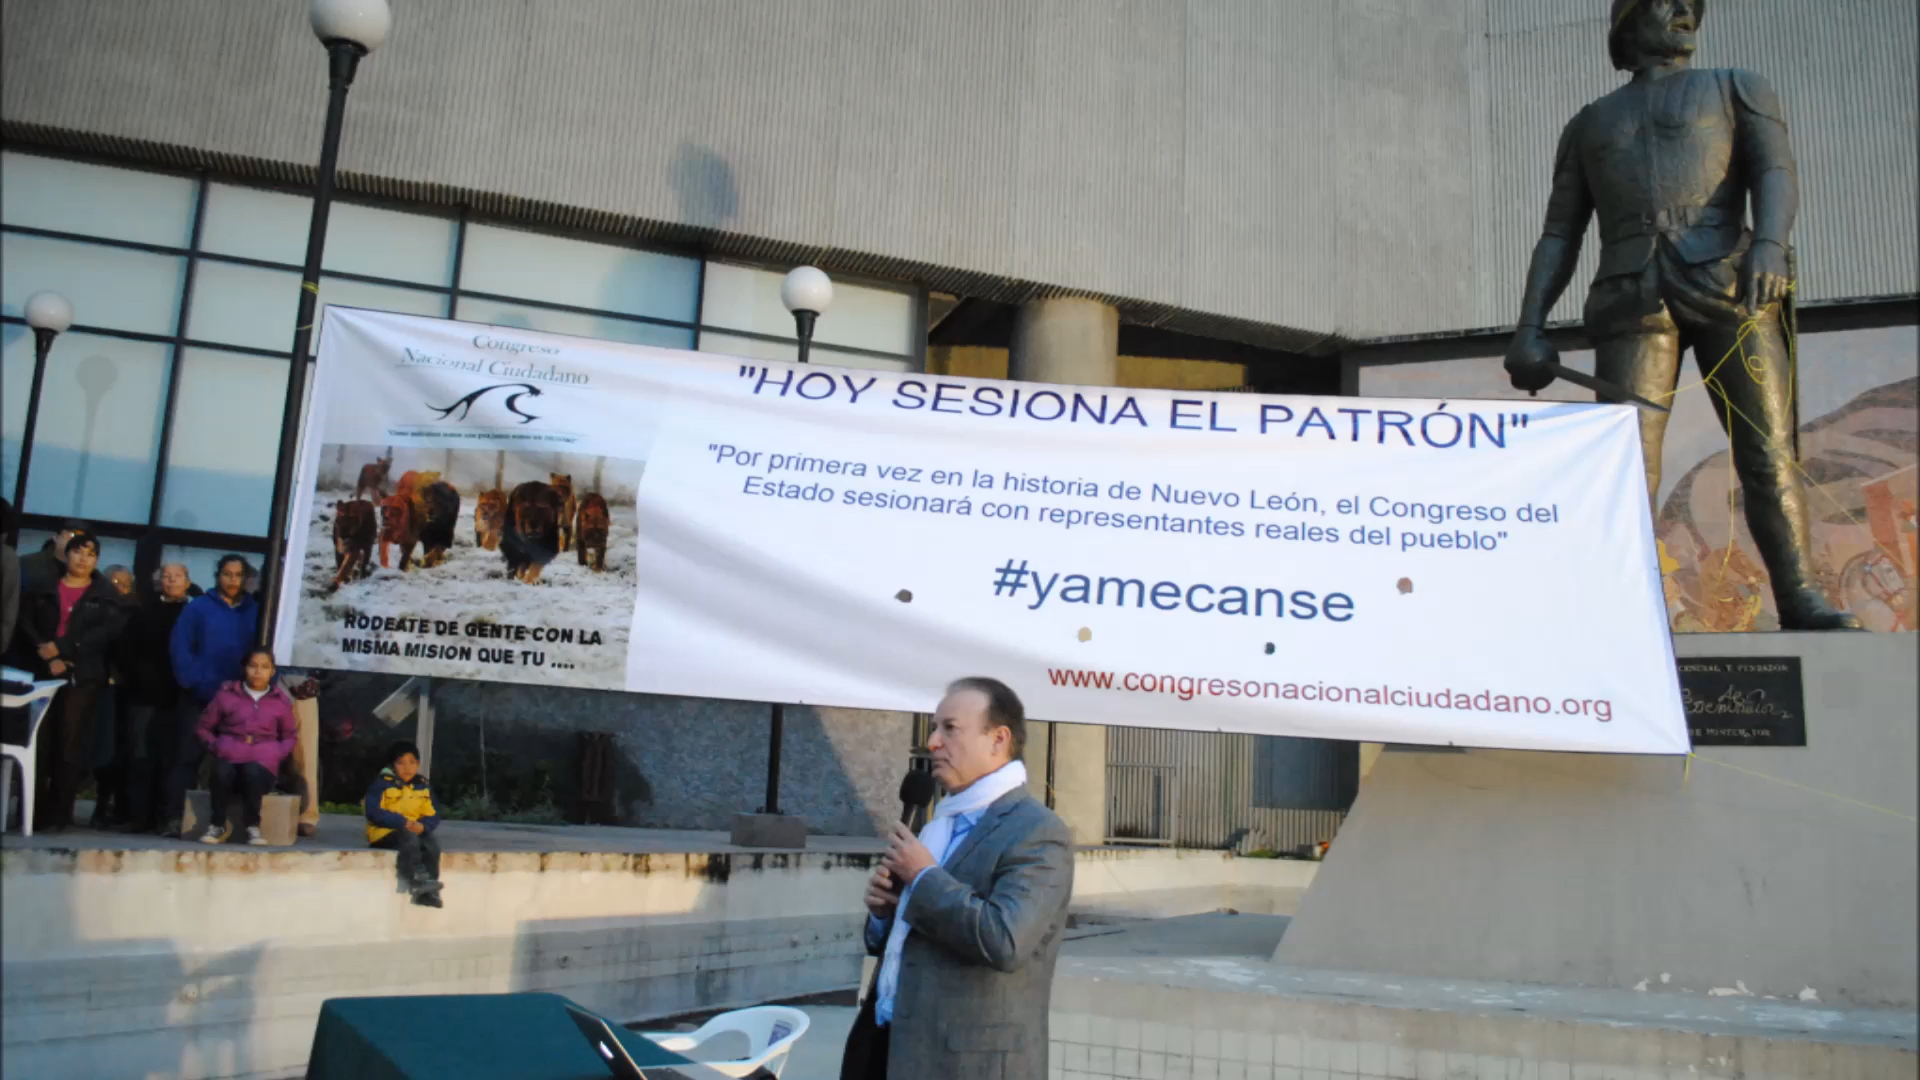 Congreso
Nacional Ciudadano
RODEATE DE GENTE CON LA
MISMA MISION QUE TU ....
"HOY SESIONA EL PATRÓN"
"Por primera vez en la historia de Nuevo León, el Congreso del
Estado sesionará con representantes reales del pueblo"
#yamecanse
www.congresonacionalciudadano.org